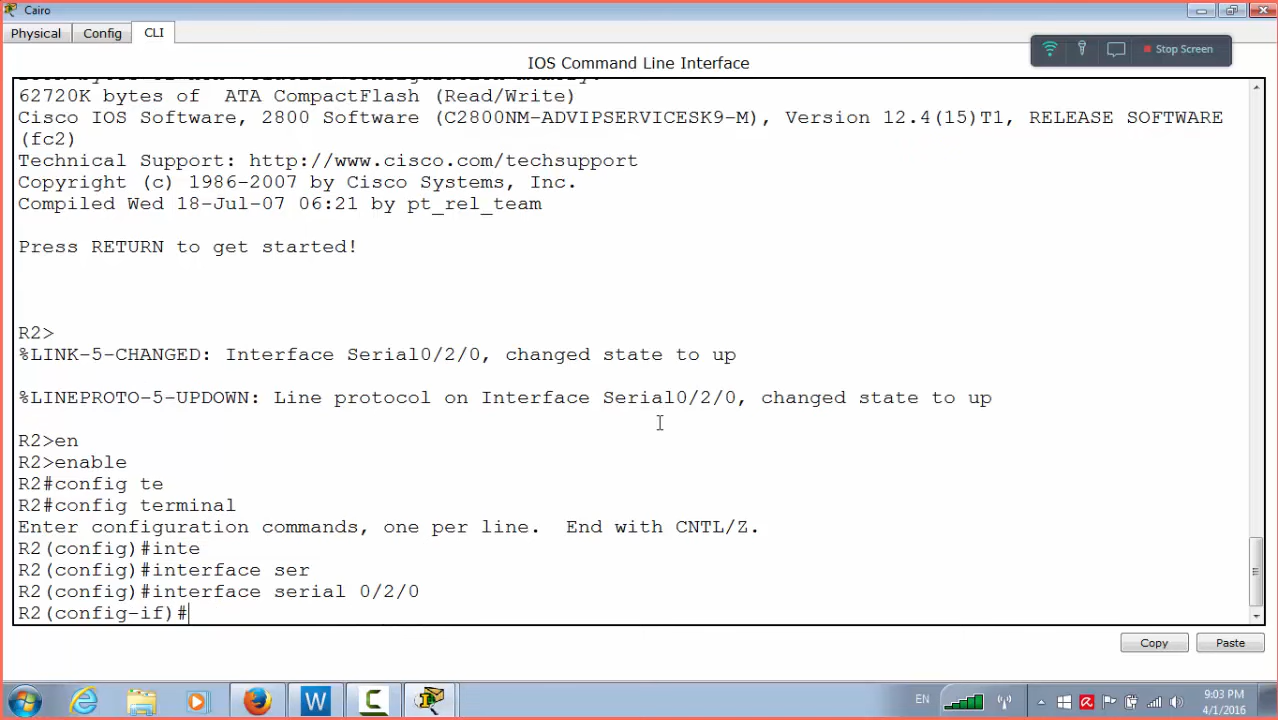 Cairo
Physical Config CLI
Stop Screen
IOS Command Line Interface
62720K bytes of ATA CompactFlash (Read/Write)
Cisco IOS Software, 2800 Software (C2800NM-ADVIPSERVICESK9-M), Version 12.4(15)T1, RELEASE SOFTWARE
(fc2)
Technical Support: http://www.cisco.com/techsupport
Copyright (c) 1986-2007 by Cisco Systems, Inc.
Compiled Wed 18-Jul-07 06:21 by pt_rel_team
Press RETURN to get started!
R2>
%LINK-5-CHANGED: Interface Serial0/2/0, changed state to up
%LINEPROTO-5-UPDOWN: Line protocol on Interface Serial0/2/0, changed state to up
R2>en
R2>enable
R2#config te
R2#config terminal
Enter configuration commands, one per line. End with CNTL/Z.
R2(config)#inte
R2(config)#interface ser
R2(config)#interface serial 0/2/0
R2(config-if)#
Copy Paste
EN
9:03 PM
4/1/2016